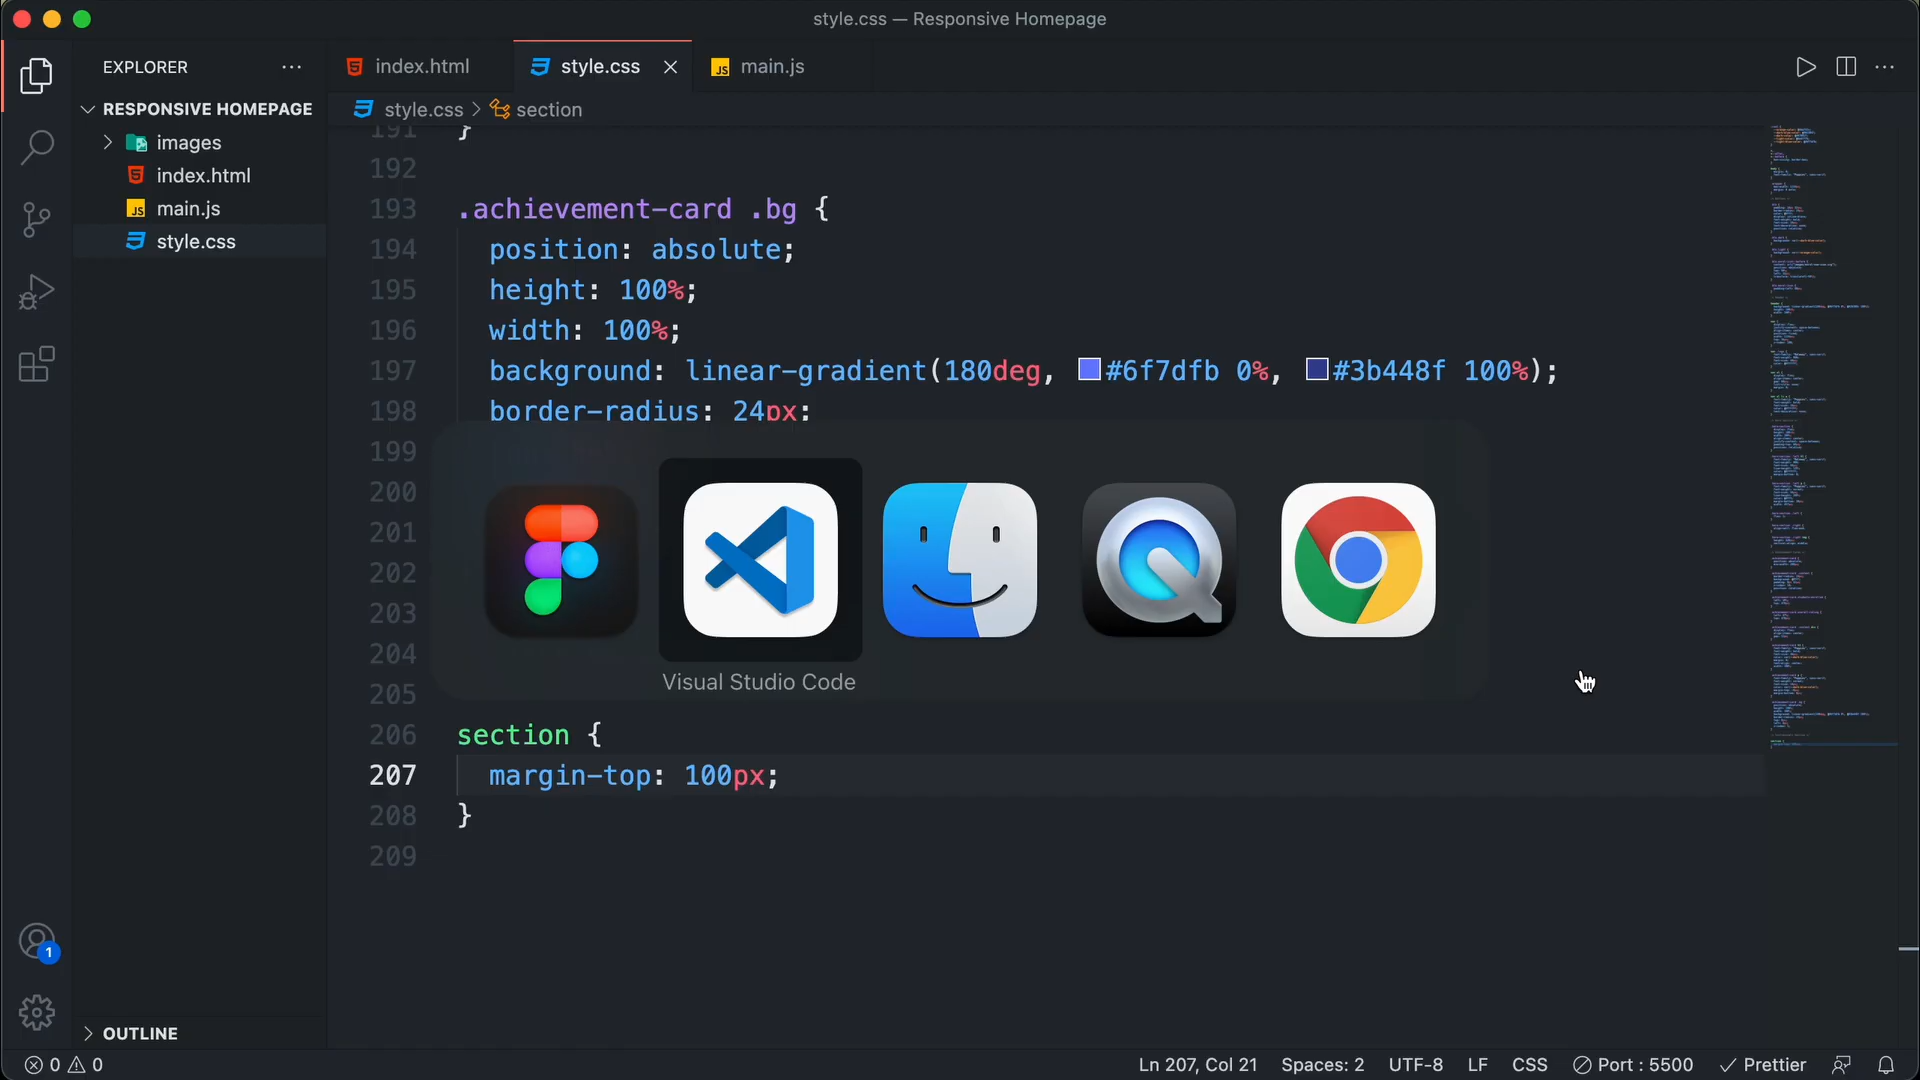 style.css — Responsive Homepage
EXPLORER
index.html
style.css
main.js
RESPONSIVE HOMEPAGE
images
index.html
main.js
style.css
OUTLINE
style.css > section
191 }
192
193 .achievement-card .bg {
194 position: absolute;
195 height: 100%;
196 width: 100%;
197 background: linear-gradient(180deg, #6f7dfb 0%, #3b448f 100%);
198 border-radius: 24px;
199
200
201
202
203
204
205
206 section {
207 margin-top: 100px;
208 }
209
JS
JS
Visual Studio Code
1
0 0
Ln 207, Col 21
Spaces: 2
UTF-8
LF
CSS
Port : 5500
Prettier